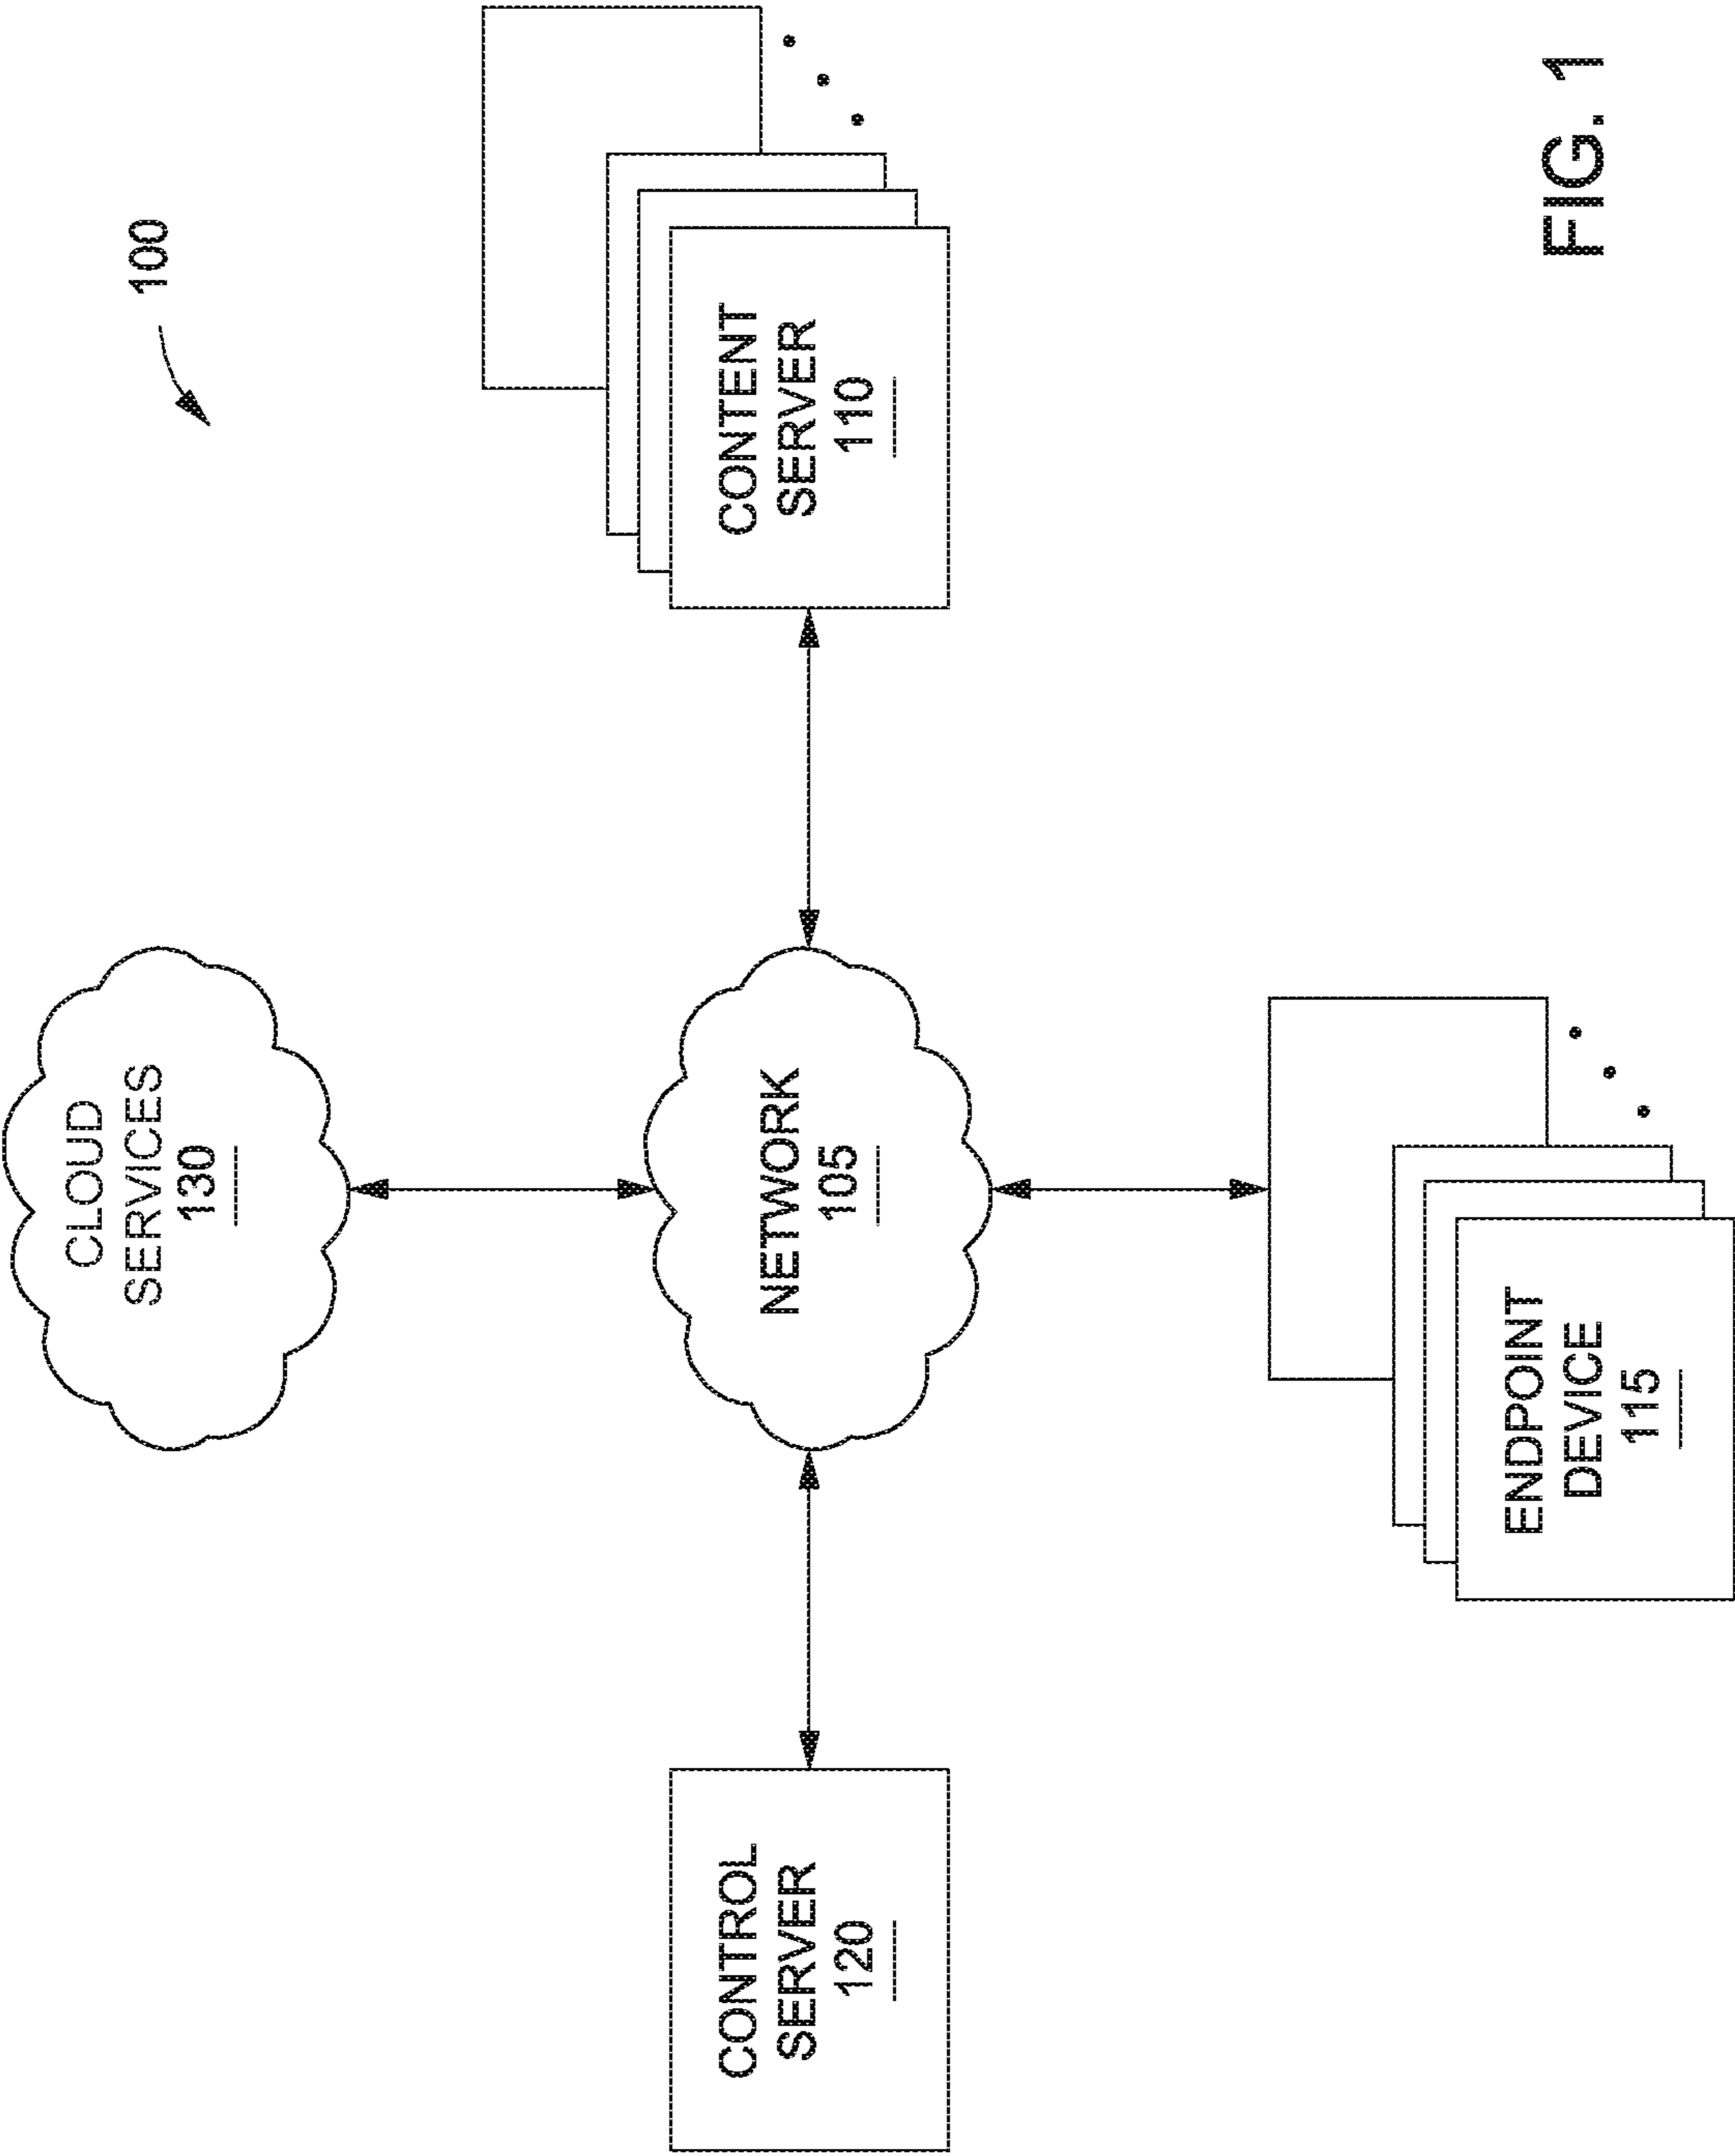 100
CLOUD
SERVICES
130
CONTROL
SERVER
120
NETWORK
105
CONTENT
SERVER
110
ENDPOINT
DEVICE
115
FIG. 1